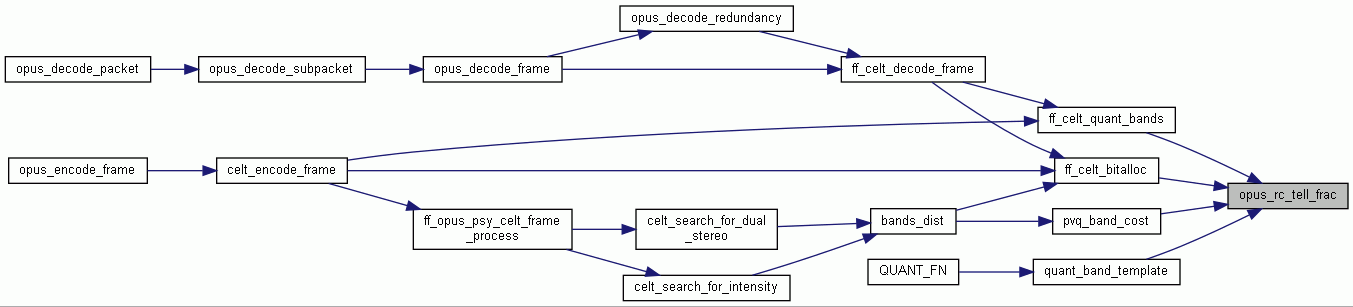 opus_decode_redundancy
opus_decode_packet
opus_decode_subpacket
opus_decode_frame
ff_celt_decode_frame
ff_celt_quant_bands
opus_encode_frame
celt_encode_frame
ff_celt_bitalloc
opus_rc_tell_frac
ff_opus_psy_celt_frame
_process
celt_search_for_dual
_stereo
bands_dist
pvq_band_cost
QUANT_FN
quant_band_template
celt_search_for_intensity